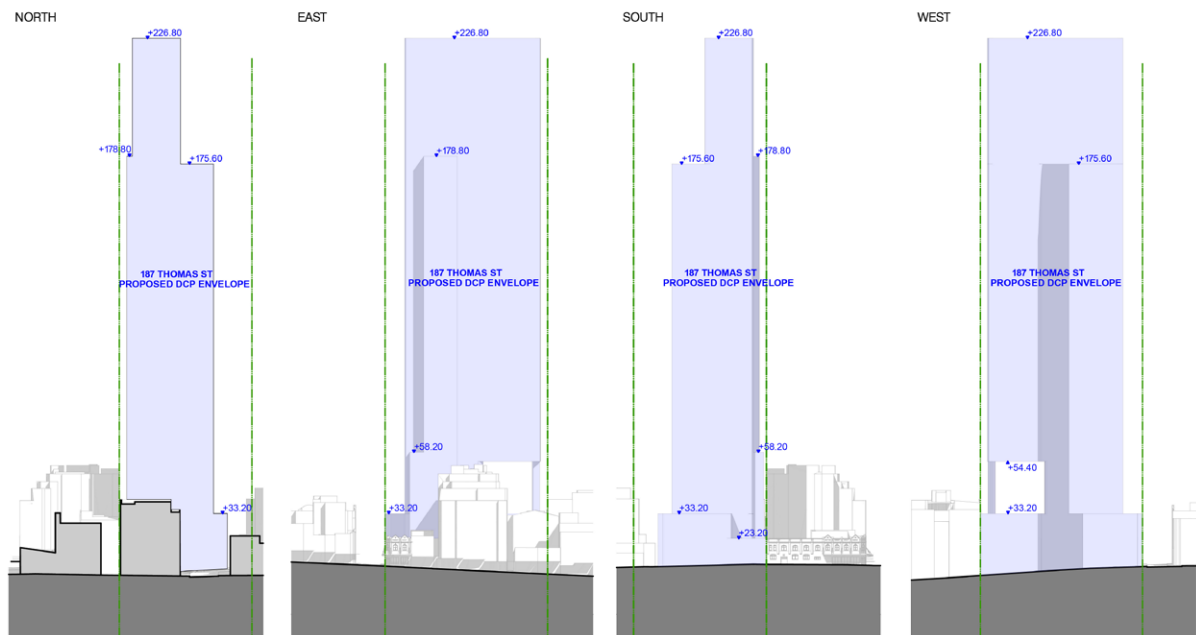 NORTH
+226.80
+178.80
+175.60
187 THOMAS ST
PROPOSED DCP ENVELOPE
+33.20
EAST
+226.80
+178.80
187 THOMAS ST
PROPOSED DCP ENVELOPE
+58.20
+33.20
SOUTH
+226.80
+178.80
+175.60
187 THOMAS ST
PROPOSED DCP ENVELOPE
+58.20
+33.20
+23.20
WEST
+226.80
+175.60
187 THOMAS ST
PROPOSED DCP ENVELOPE
+54.40
+33.20